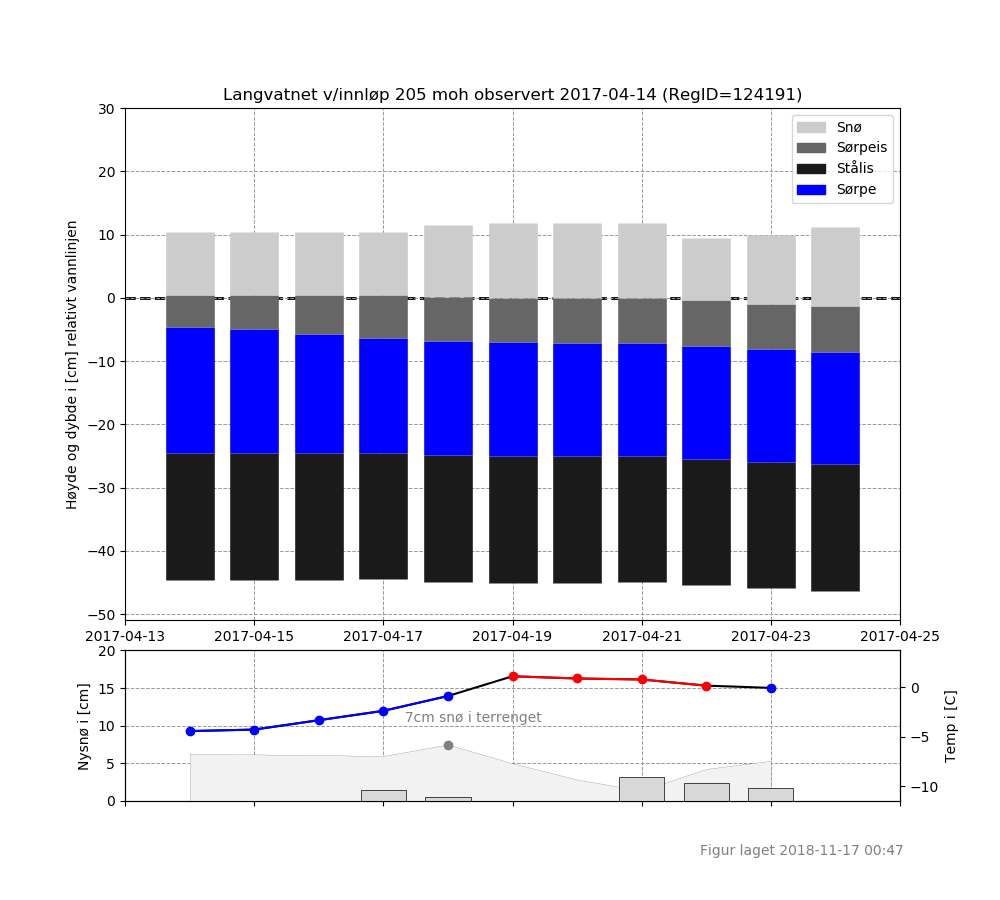 Langvatnet v/innløp 205 moh observert 2017-04-14 (RegID=124191)
Høyde og dybde i [cm] relativt vannlinjen
30
20
10
0
−10
−20
−30
−40
−50
Snø
Sørpeis
Stålis
Sørpe
2017-04-13 2017-04-15 2017-04-17 2017-04-19 2017-04-21 2017-04-23 2017-04-25
Nysnø i [cm]
20
15
10
5
0
7cm snø i terrenget
0
−5
−10
Temp i [C]
Figur laget 2018-11-17 00:47